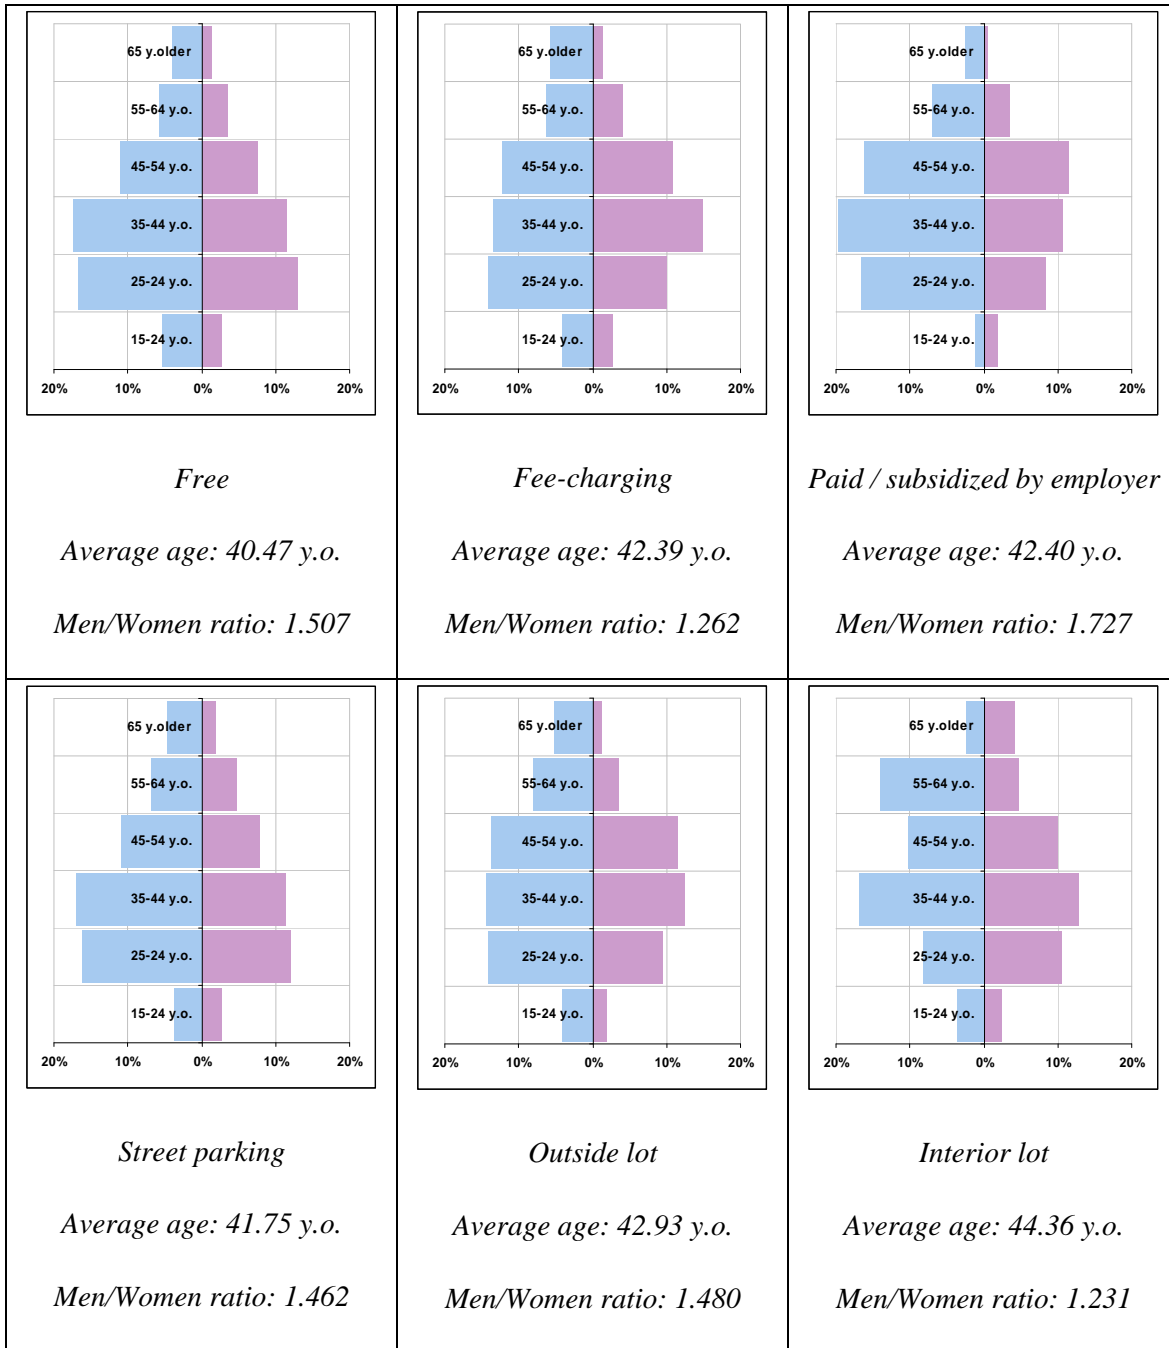 65 y.older
55-64 y.o.
45-54 y.o.
35-44 y.o.
25-24 y.o.
15-24 y.o.
20% 10% 0% 10% 20%
Free
Average age: 40.47 y.o.
Men/Women ratio: 1.507
65 y.older
55-64 y.o.
45-54 y.o.
35-44 y.o.
25-24 y.o.
15-24 y.o.
20% 10% 0% 10% 20%
Fee-charging
Average age: 42.39 y.o.
Men/Women ratio: 1.262
65 y.older
55-64 y.o.
45-54 y.o.
35-44 y.o.
25-24 y.o.
15-24 y.o.
20% 10% 0% 10% 20%
Paid / subsidized by employer
Average age: 42.40 y.o.
Men/Women ratio: 1.727
65 y.older
55-64 y.o.
45-54 y.o.
35-44 y.o.
25-24 y.o.
15-24 y.o.
20% 10% 0% 10% 20%
Street parking
Average age: 41.75 y.o.
Men/Women ratio: 1.462
65 y.older
55-64 y.o.
45-54 y.o.
35-44 y.o.
25-24 y.o.
15-24 y.o.
20% 10% 0% 10% 20%
Outside lot
Average age: 42.93 y.o.
Men/Women ratio: 1.480
65 y.older
55-64 y.o.
45-54 y.o.
35-44 y.o.
25-24 y.o.
15-24 y.o.
20% 10% 0% 10% 20%
Interior lot
Average age: 44.36 y.o.
Men/Women ratio: 1.231